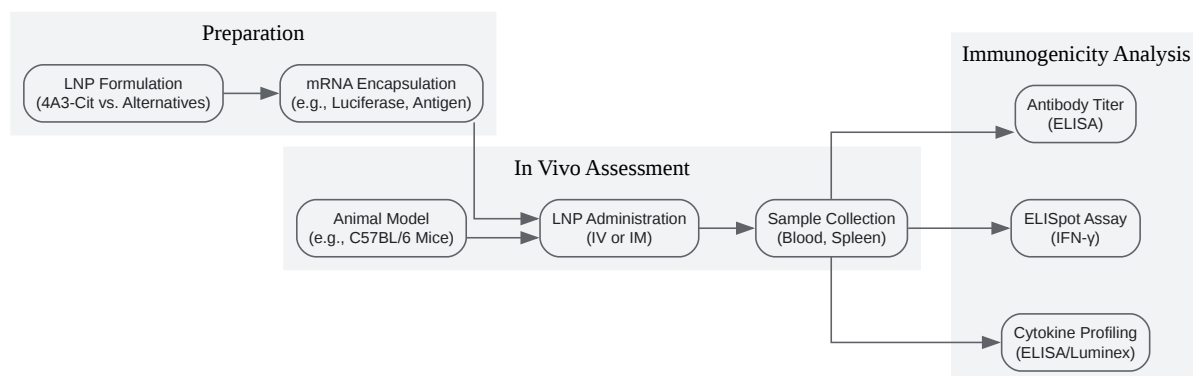 Preparation
LNP Formulation
(4A3-Cit vs. Alternatives)
mRNA Encapsulation
(e.g., Luciferase, Antigen)
In Vivo Assessment
Animal Model
(e.g., C57BL/6 Mice)
LNP Administration
(IV or IM)
Sample Collection
(Blood, Spleen)
Immunogenicity Analysis
Antibody Titer
(ELISA)
ELISpot Assay
(IFN-γ)
Cytokine Profiling
(ELISA/Luminex)